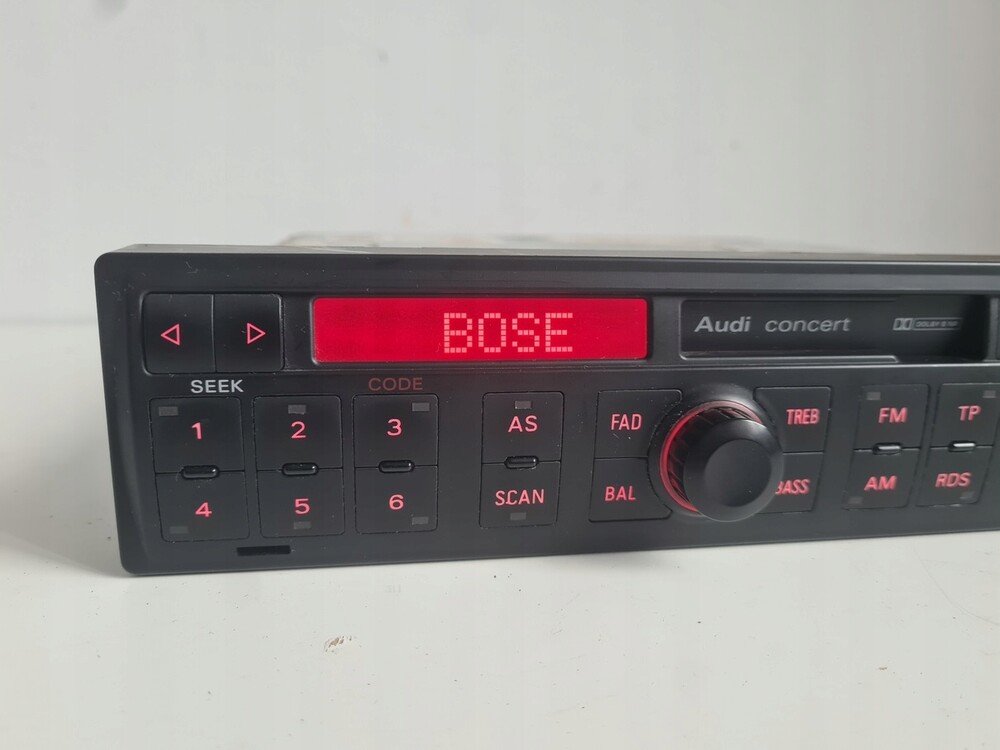 BOSE
Audi concert
DOLBY B NR
SEEK
CODE
1 2 3 AS FAD TREB FM TP
4 5 6 SCAN BAL BASS AM RDS